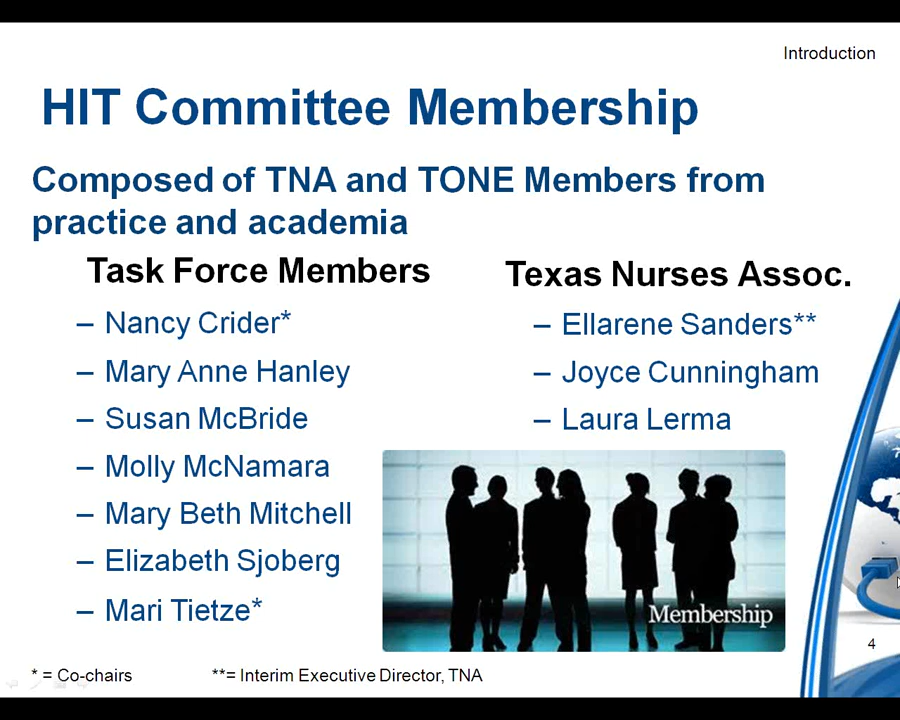 Introduction
HIT Committee Membership
Composed of TNA and TONE Members from
practice and academia
Task Force Members
– Nancy Crider*
– Mary Anne Hanley
– Susan McBride
– Molly McNamara
– Mary Beth Mitchell
– Elizabeth Sjoberg
– Mari Tietze*
Texas Nurses Assoc.
– Ellarene Sanders**
– Joyce Cunningham
– Laura Lerma
Membership
4
* = Co-chairs
**= Interim Executive Director, TNA